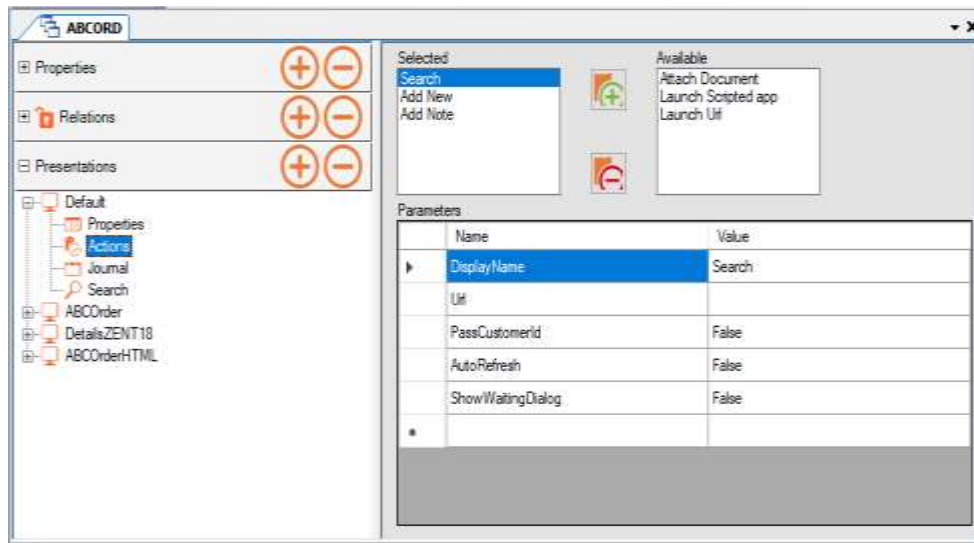 ABCORD
Properties
Relations
Presentations
Default
Properties
Actions
Journal
Search
ABCOrder
DetailsZENT18
ABCOrderHTML
Selected
Search
Add New
Add Note
Available
Attach Document
Launch Scripted app
Launch Url
Parameters
Name Value
DisplayName Search
Url
PassCustomerId False
AutoRefresh False
ShowWaitingDialog False